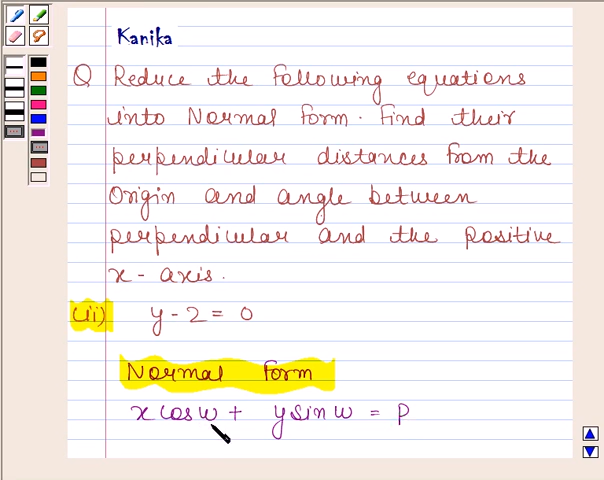 Kanika
Q Reduce the following equations
into Normal form. Find their
perpendicular distances from the
Origin and angle between
perpendicular and the positive
x - axis.
(ii) y - 2 = 0
Normal Form
x cos w + y sin w = P